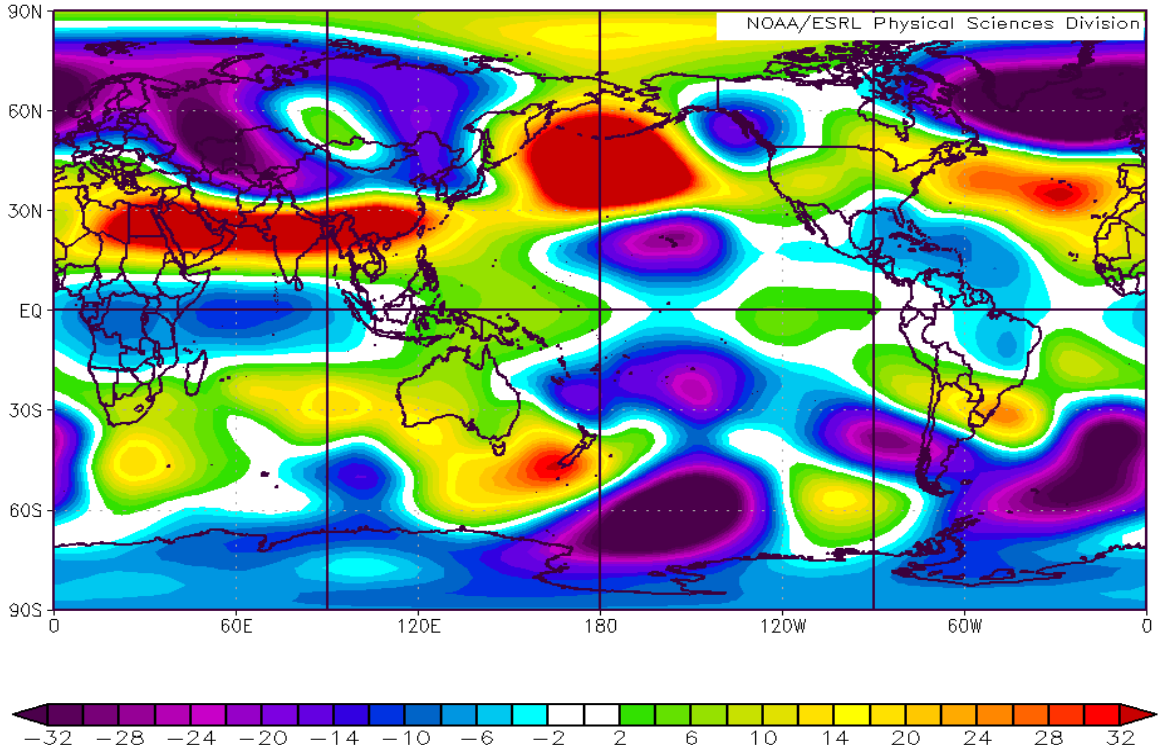 90N
NOAA/ESRL Physical Sciences Division
60N
30N
EQ
30S
60S
90S
0 60E 120E 180 120W 60W 0
−32 −28 −24 −20 −14 −10 −6 −2 2 6 10 14 20 24 28 32